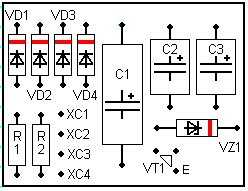 VD1 VD3
VD2 VD4
C1
C2 C3
+
+ +
R1 R2
XC1
XC2
XC3
XC4
VZ1
VT1 E